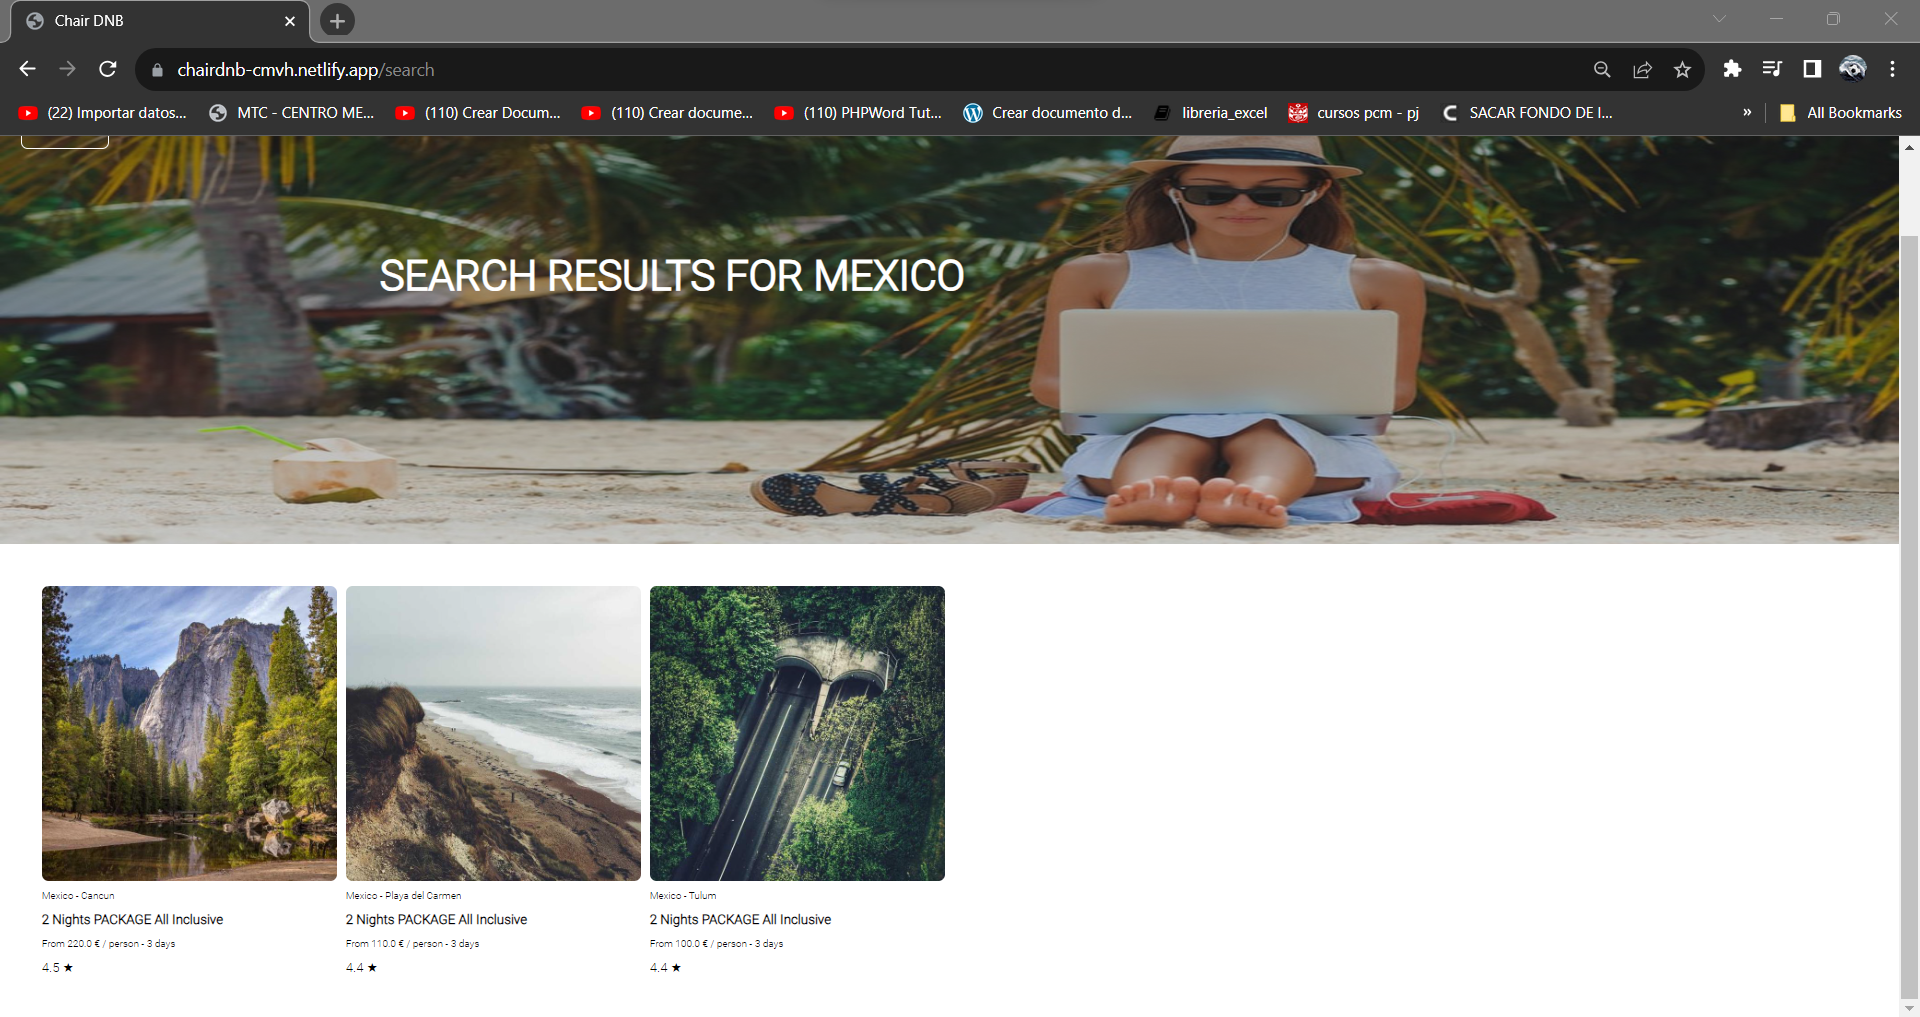 Chair DNB
chairdnb-cmvh.netlify.app/search
(22) Importar datos...
MTC - CENTRO ME...
(110) Crear Docum...
(110) Crear docume...
(110) PHPWord Tut...
Crear documento d...
libreria_excel
cursos pcm - pj
SACAR FONDO DE I...
»
All Bookmarks
SEARCH RESULTS FOR MEXICO
Mexico - Cancun
2 Nights PACKAGE All Inclusive
From 220.0 € / person - 3 days
4.5 ★
Mexico - Playa del Carmen
2 Nights PACKAGE All Inclusive
From 110.0 € / person - 3 days
4.4 ★
Mexico - Tulum
2 Nights PACKAGE All Inclusive
From 100.0 € / person - 3 days
4.4 ★